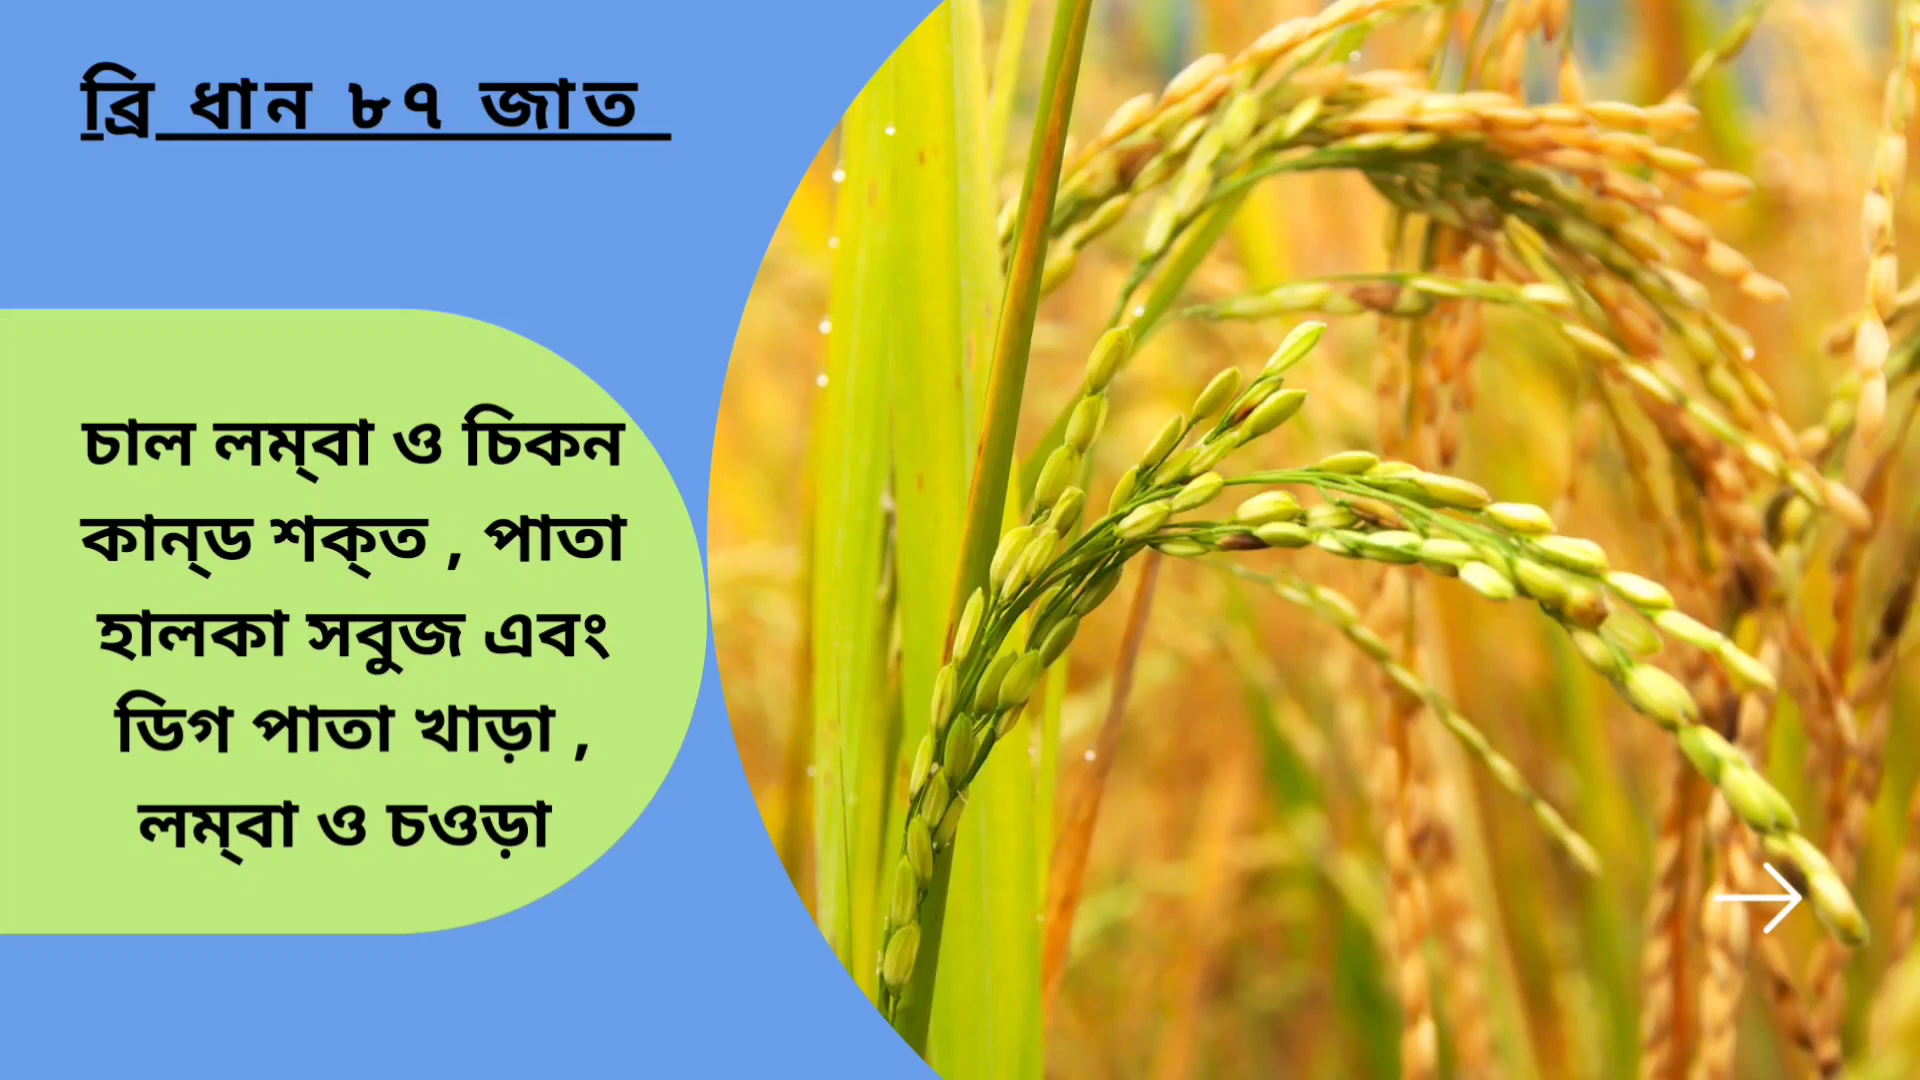 ব্রি ধান ৮৭ জাত
চাল লম্‌বা ও চিকন
কান্‌ড শক্‌ত , পাতা
হালকা সবুজ এবং
ডিগ পাতা খাড়া ,
লম্‌বা ও চওড়া